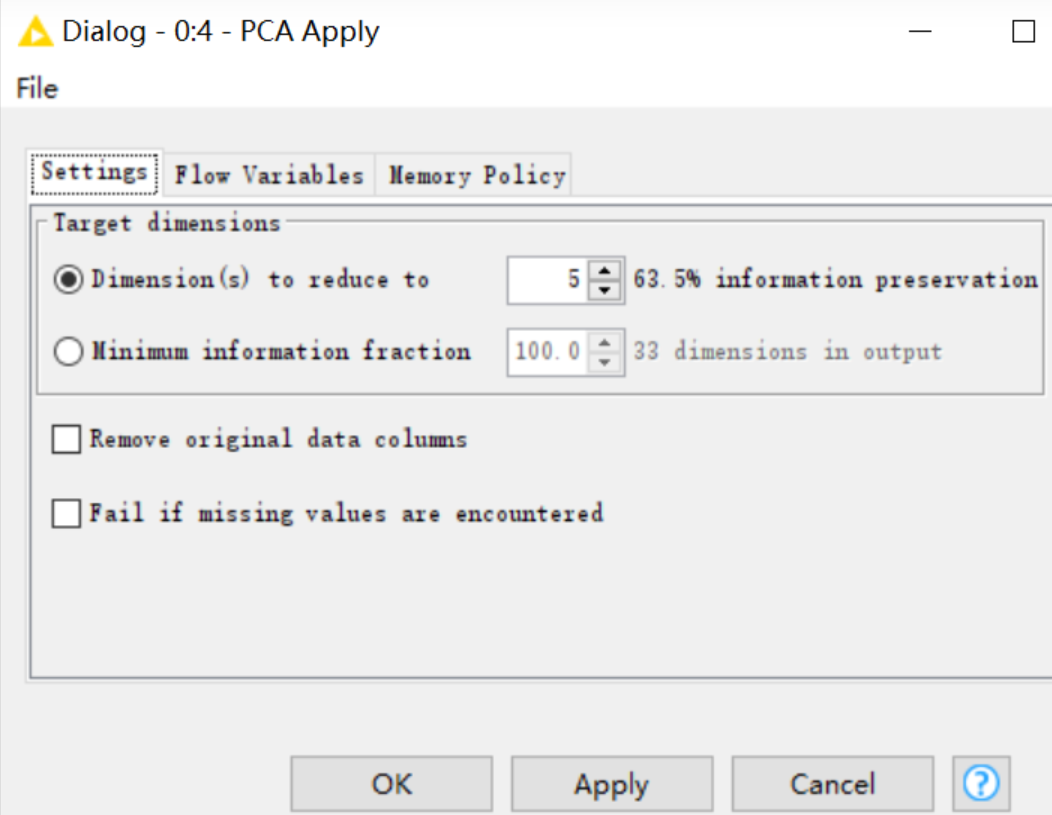 Dialog - 0:4 - PCA Apply
File
Settings Flow Variables Memory Policy
Target dimensions
Dimension(s) to reduce to 5 63.5% information preservation
Minimum information fraction 100.0 33 dimensions in output
Remove original data columns
Fail if missing values are encountered
OK Apply Cancel ?